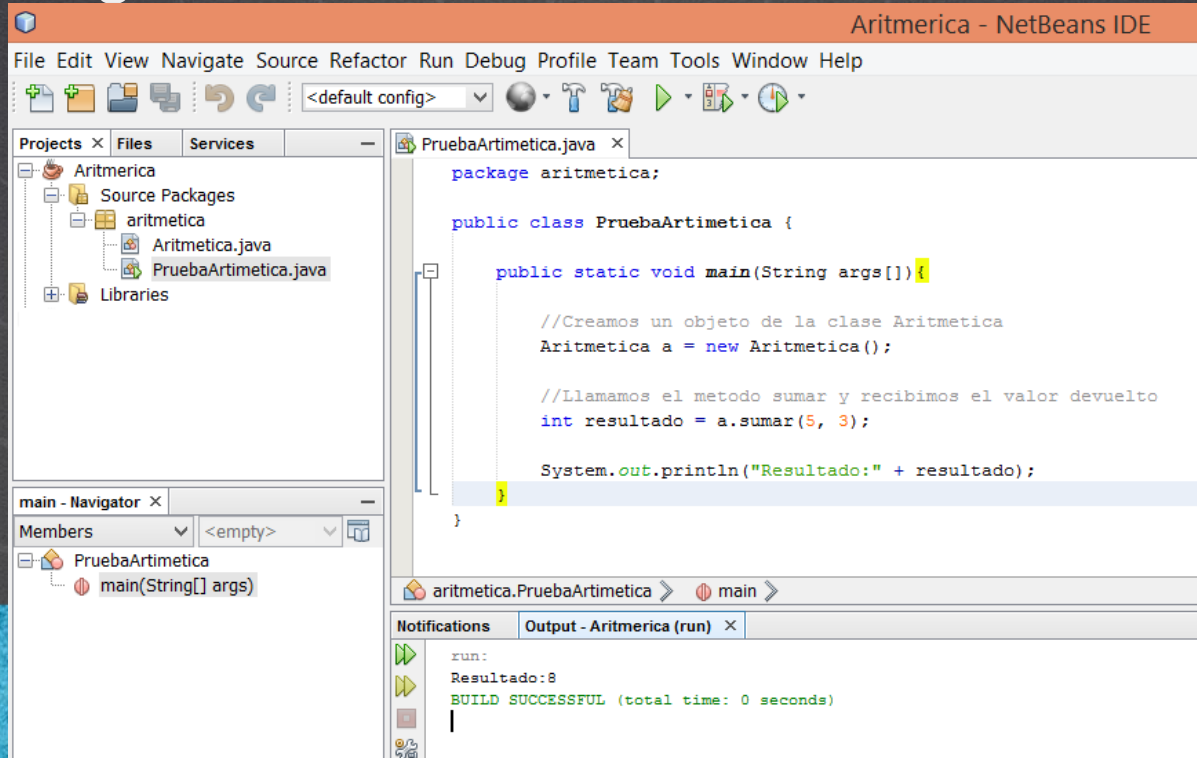 Aritmerica - NetBeans IDE
File Edit View Navigate Source Refactor Run Debug Profile Team Tools Window Help
<default config>
Projects Files Services
Aritmerica
Source Packages
aritmetica
Aritmetica.java
PruebaArtimetica.java
Libraries
PruebaArtimetica.java
package aritmetica;
public class PruebaArtimetica {
public static void main(String args[]){
//Creamos un objeto de la clase Aritmetica
Aritmetica a = new Aritmetica();
//Llamamos el metodo sumar y recibimos el valor devuelto
int resultado = a.sumar(5, 3);
System.out.println("Resultado:" + resultado);
}
}
main - Navigator
Members <empty>
PruebaArtimetica
main(String[] args)
aritmetica.PruebaArtimetica main
Notifications Output - Aritmerica (run)
run:
Resultado:8
BUILD SUCCESSFUL (total time: 0 seconds)